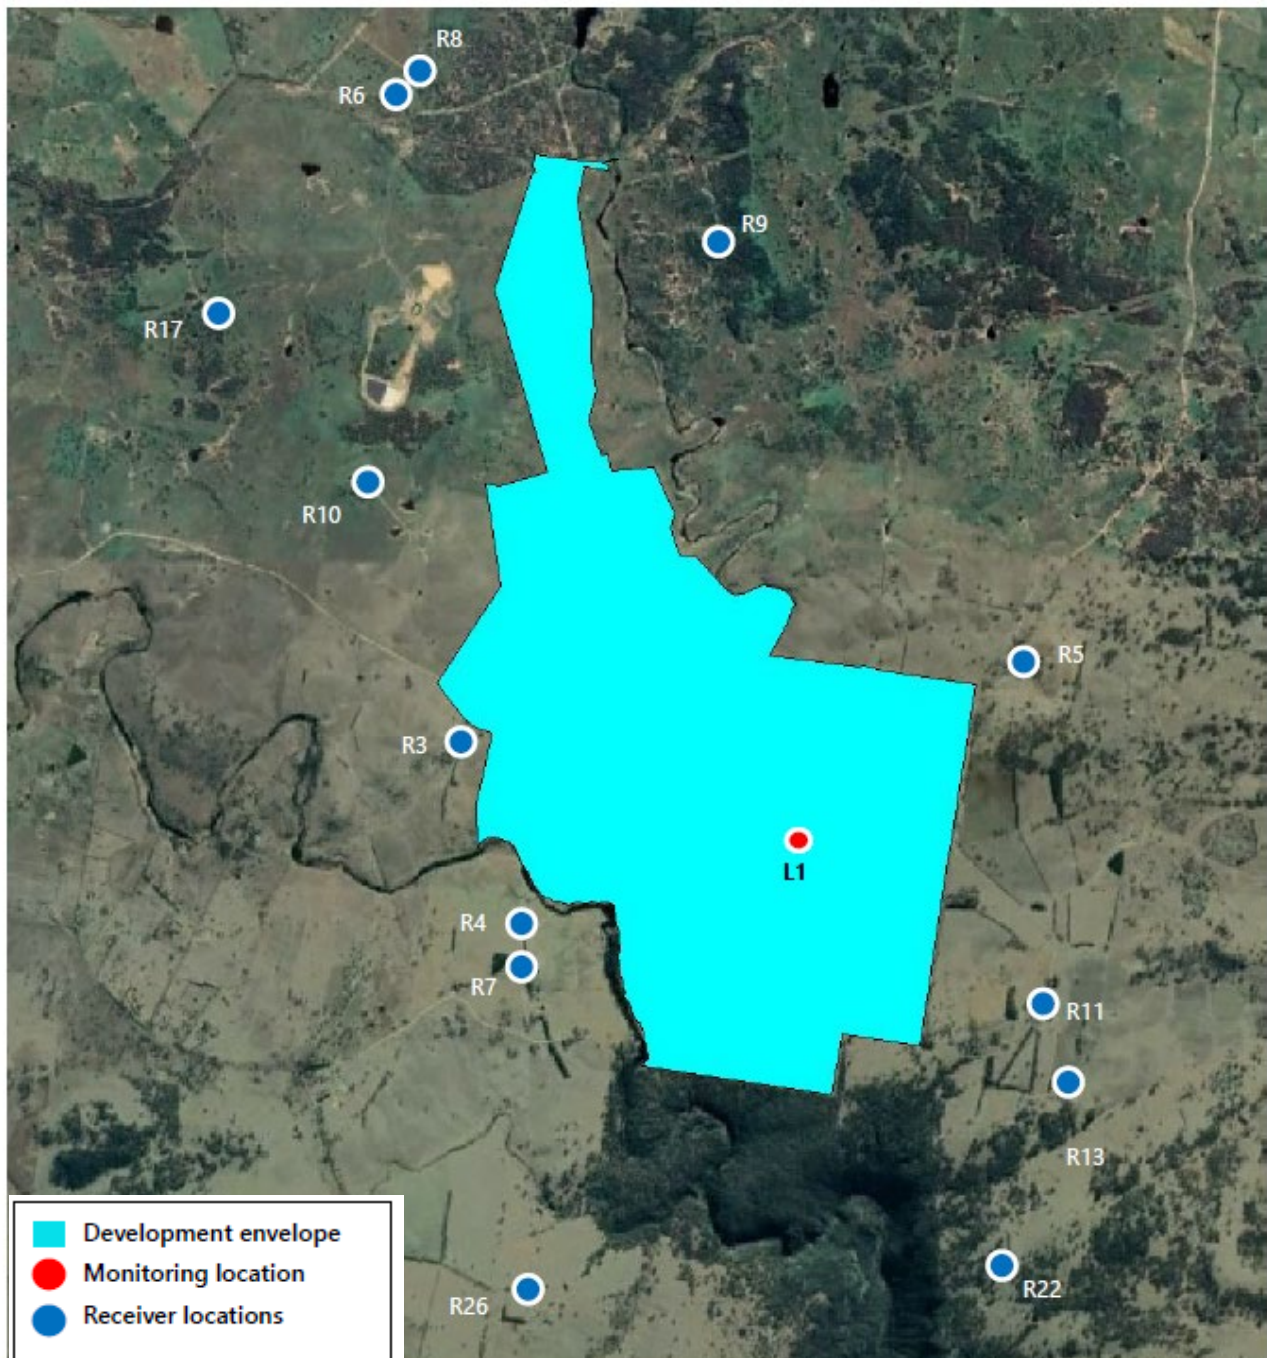 R8
R6
R9
R17
R10
R5
R3
L1
R4
R7
R11
R13
R22
R26
Development envelope
Monitoring location
Receiver locations